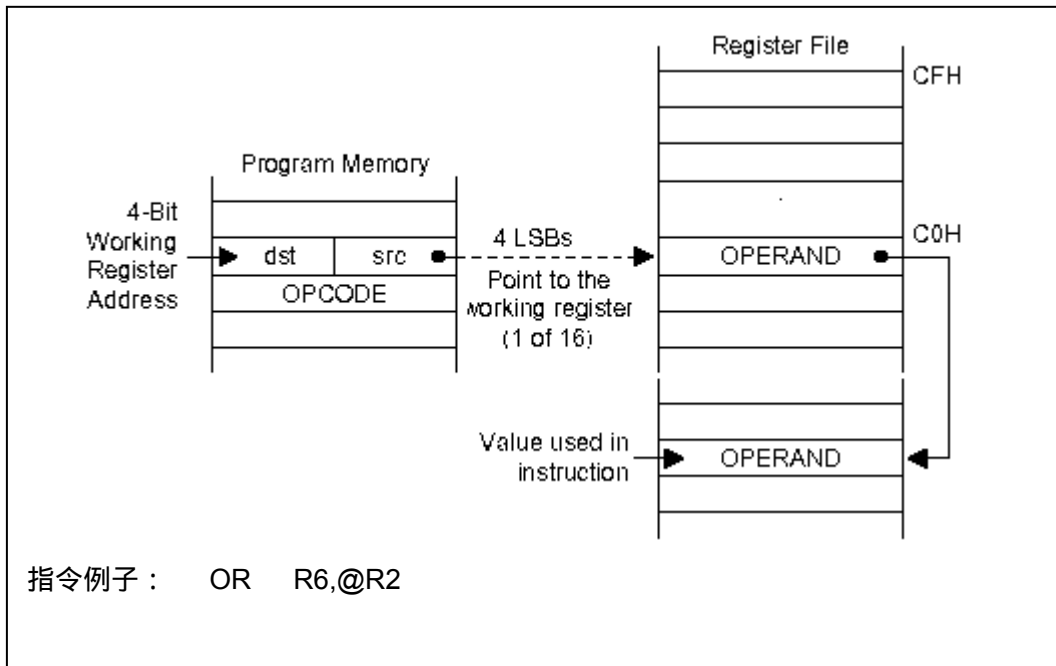 Register File
CFH
Program Memory
4-Bit
Working
Register
Address
dst
src
OPCODE
4 LSBs
Point to the
working register
(1 of 16)
C0H
OPERAND
Value used in
instruction
OPERAND
指令例子： OR R6,@R2